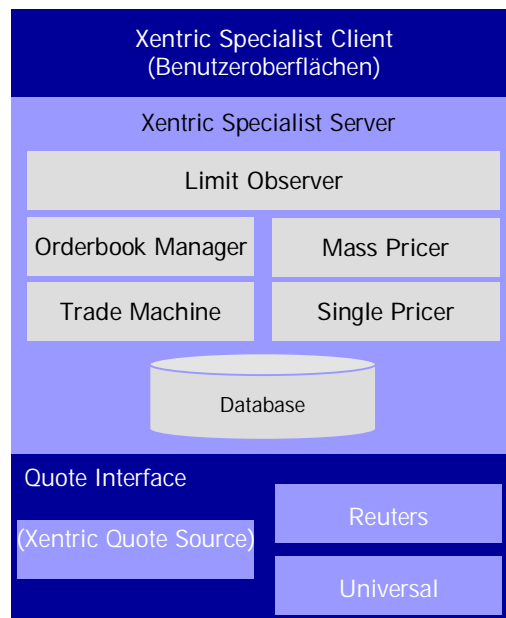 Xentric Specialist Client
(Benutzeroberflächen)
Xentric Specialist Server
Limit Observer
Orderbook Manager
Mass Pricer
Trade Machine
Single Pricer
Database
Quote Interface
(Xentric Quote Source)
Reuters
Universal